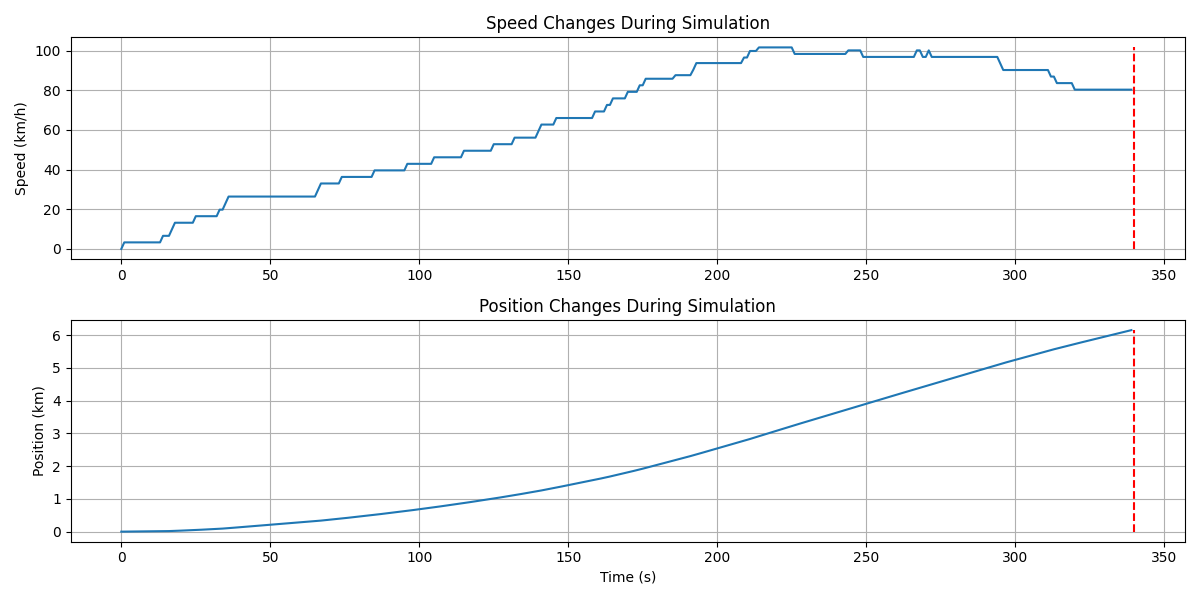 Speed Changes During Simulation
Speed (km/h)
100
80
60
40
20
0
0 50 100 150 200 250 300 350
Position Changes During Simulation
Position (km)
6
5
4
3
2
1
0
0 50 100 150 200 250 300 350
Time (s)